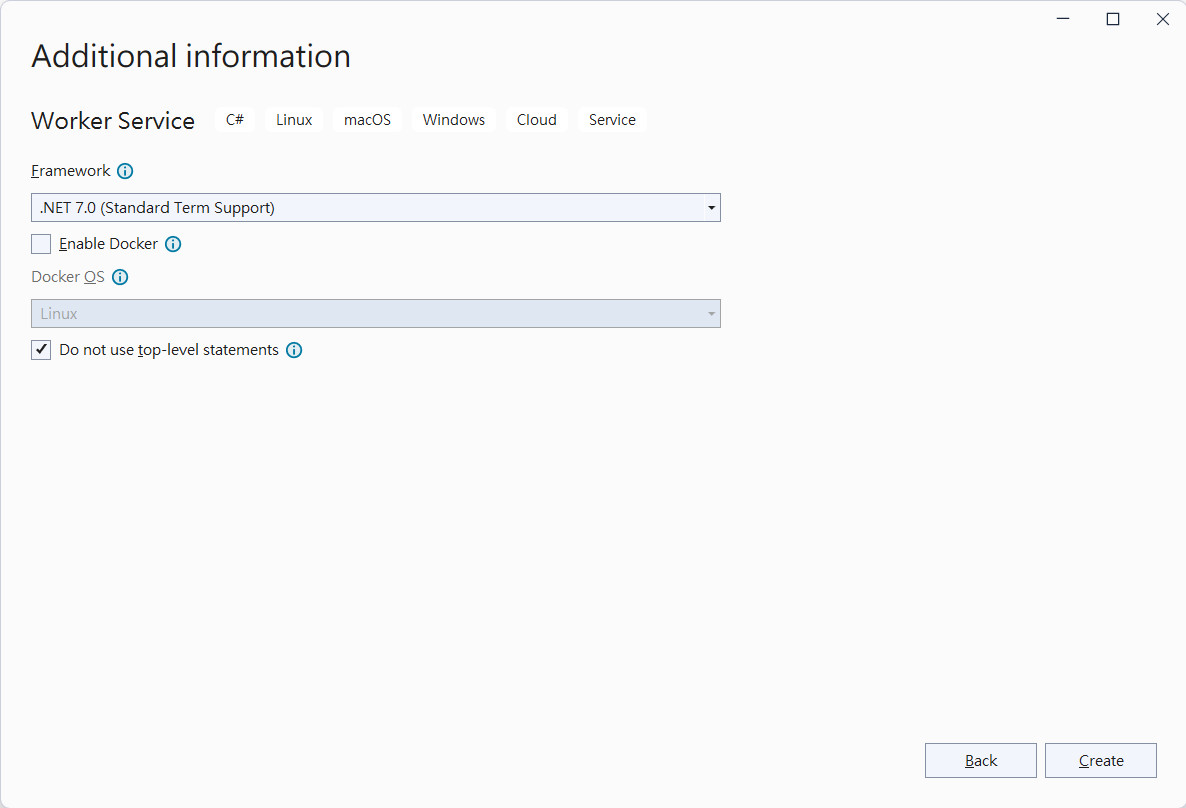 Additional information
Worker Service C# Linux macOS Windows Cloud Service
Framework
.NET 7.0 (Standard Term Support)
Enable Docker
Docker OS
Linux
Do not use top-level statements
Back Create